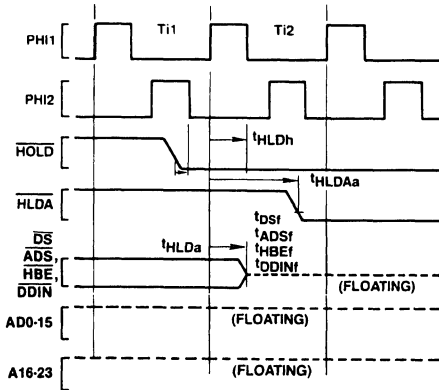 PHI1 Ti1 Ti2
PHI2
HOLD tHLDh
tHLDAa
HLDA
tDSf
DS tADSf
ADS, tHLDa tHBEf
HBE, tDDINf
DDIN (FLOATING)
AD0-15 (FLOATING)
A16-23 (FLOATING)